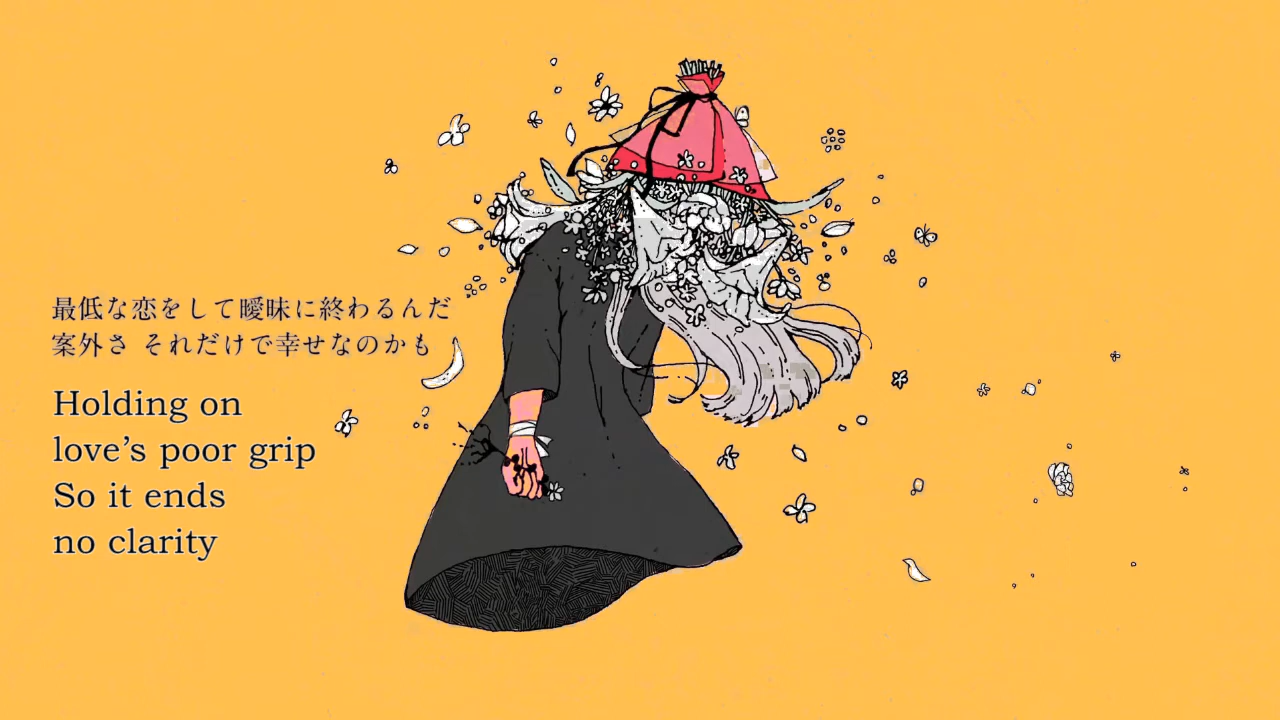 最低な恋をして曖昧に終わるんだ
案外さ それだけで幸せなのかも
Holding on
love’s poor grip
So it ends
no clarity